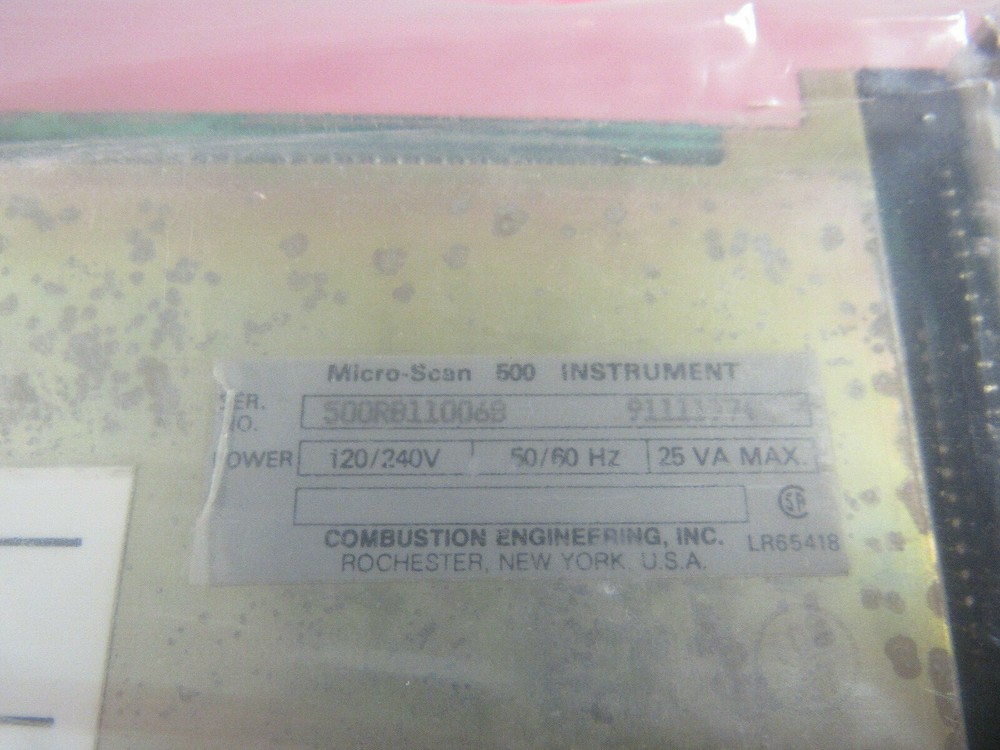 Micro-Scan 500 INSTRUMENT
SER. NO. 500RB11006B
POWER 120/240V 50/60 Hz 25 VA MAX.
COMBUSTION ENGINEERING, INC. LR65418
ROCHESTER, NEW YORK. U.S.A.